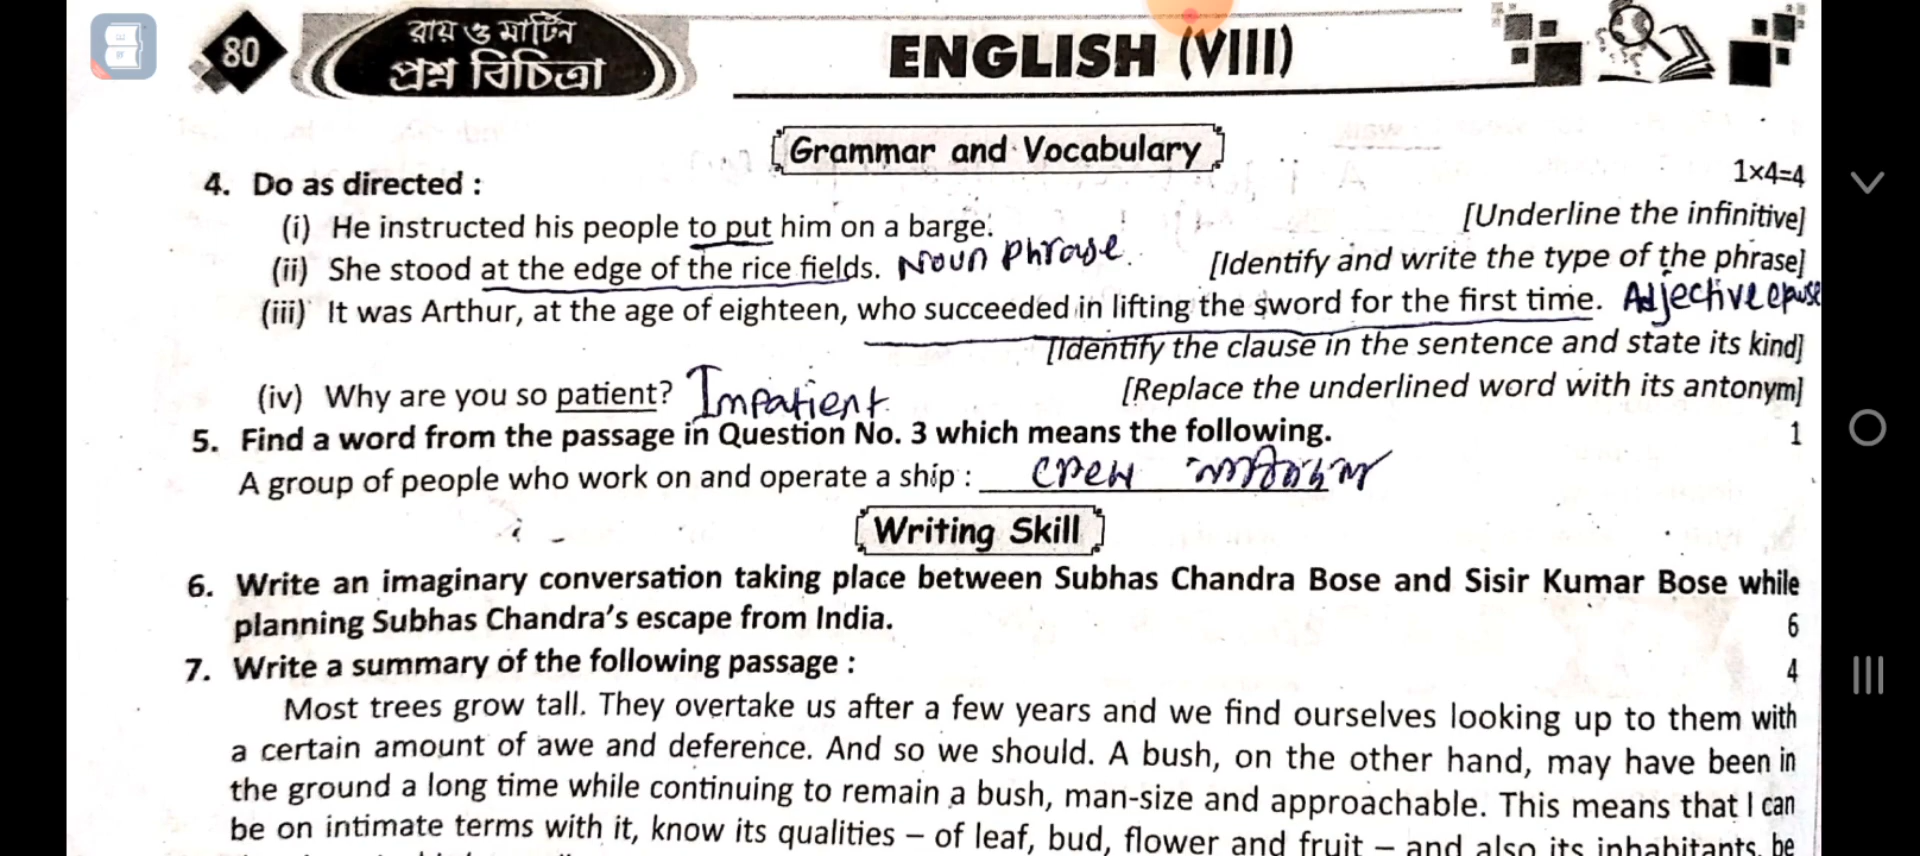 80
রায় ও মার্টিন
প্রশ্ন বিচিত্রা
ENGLISH (VIII)
Grammar and Vocabulary
4. Do as directed : 1×4=4
(i) He instructed his people to put him on a barge. [Underline the infinitive]
(ii) She stood at the edge of the rice fields. Noun Phrase. [Identify and write the type of the phrase]
(iii) It was Arthur, at the age of eighteen, who succeeded in lifting the sword for the first time. Adjective
[Identify the clause in the sentence and state its kind]
(iv) Why are you so patient? Impatient [Replace the underlined word with its antonym]
5. Find a word from the passage in Question No. 3 which means the following. 1
A group of people who work on and operate a ship : crew
Writing Skill
6. Write an imaginary conversation taking place between Subhas Chandra Bose and Sisir Kumar Bose while
planning Subhas Chandra's escape from India. 6
7. Write a summary of the following passage : 4
Most trees grow tall. They overtake us after a few years and we find ourselves looking up to them with
a certain amount of awe and deference. And so we should. A bush, on the other hand, may have been in
the ground a long time while continuing to remain a bush, man-size and approachable. This means that I can
be on intimate terms with it, know its qualities – of leaf, bud, flower and fruit – and also its inhabitants, be